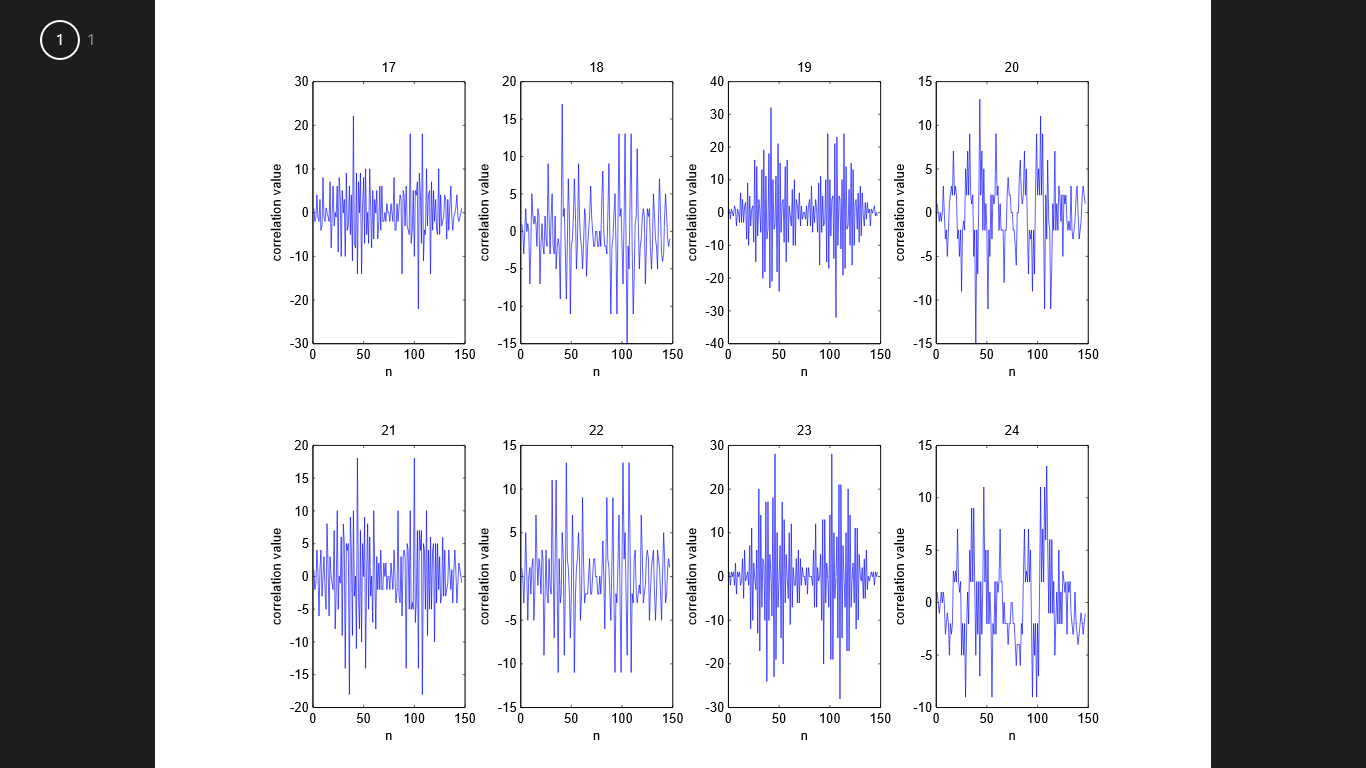 1 1
17 18 19 20
30 20 40 15
20 15 30 10
10 10 20 5
0 5 10 0
-10 0 0 -5
-20 -5 -10 -10
-30 -10 -20 -15
-15 -30
-40
correlation value correlation value correlation value correlation value
0 50 100 150 0 50 100 150 0 50 100 150 0 50 100 150
n n n n
21 22 23 24
20 15 30 15
15 10 20 10
10 5 10 5
5 0 0 0
0 -5 -10 -5
-5 -10 -20 -10
-10 -15 -30
-15
-20
correlation value correlation value correlation value correlation value
0 50 100 150 0 50 100 150 0 50 100 150 0 50 100 150
n n n n